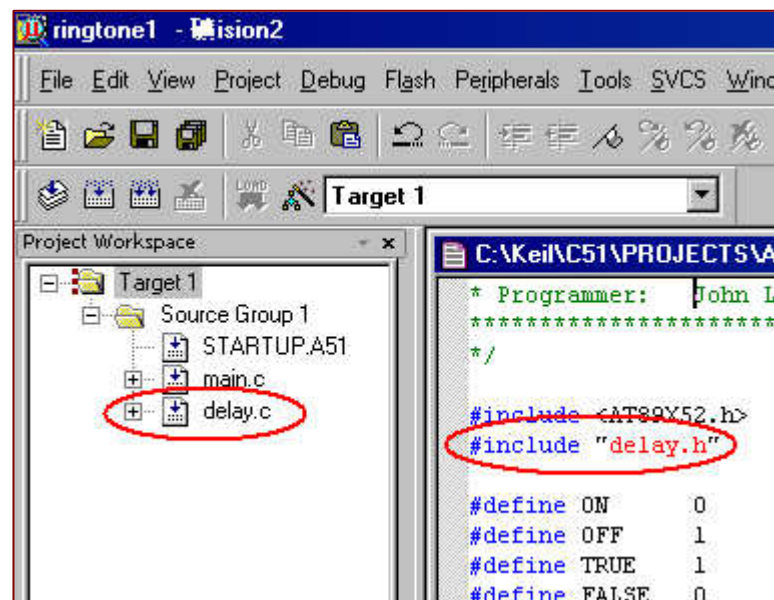 ringtone1 - µision2
File Edit View Project Debug Flash Peripherals Tools SVCS
Target 1
Project Workspace
Target 1
Source Group 1
STARTUP.A51
main.c
delay.c
C:\Keil\C51\PROJECTS\A
* Programmer: John L
*/
#include <AT89X52.h>
#include "delay.h"
#define ON 0
#define OFF 1
#define TRUE 1
#define FALSE 0